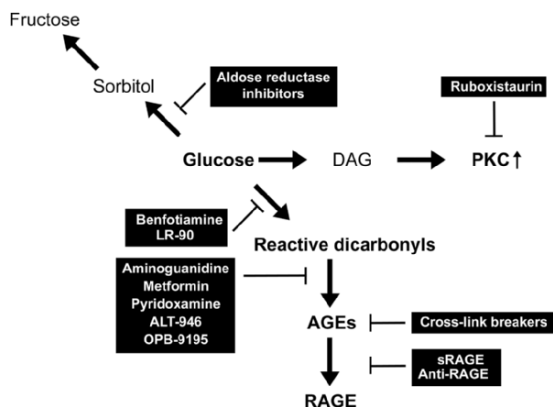 Fructose
Sorbitol
Aldose reductase
inhibitors
Ruboxistaurin
Glucose
DAG
PKC↑
Benfotiamine
LR-90
Reactive dicarbonyls
Aminoguanidine
Metformin
Pyridoxamine
ALT-946
OPB-9195
AGEs
Cross-link breakers
sRAGE
Anti-RAGE
RAGE